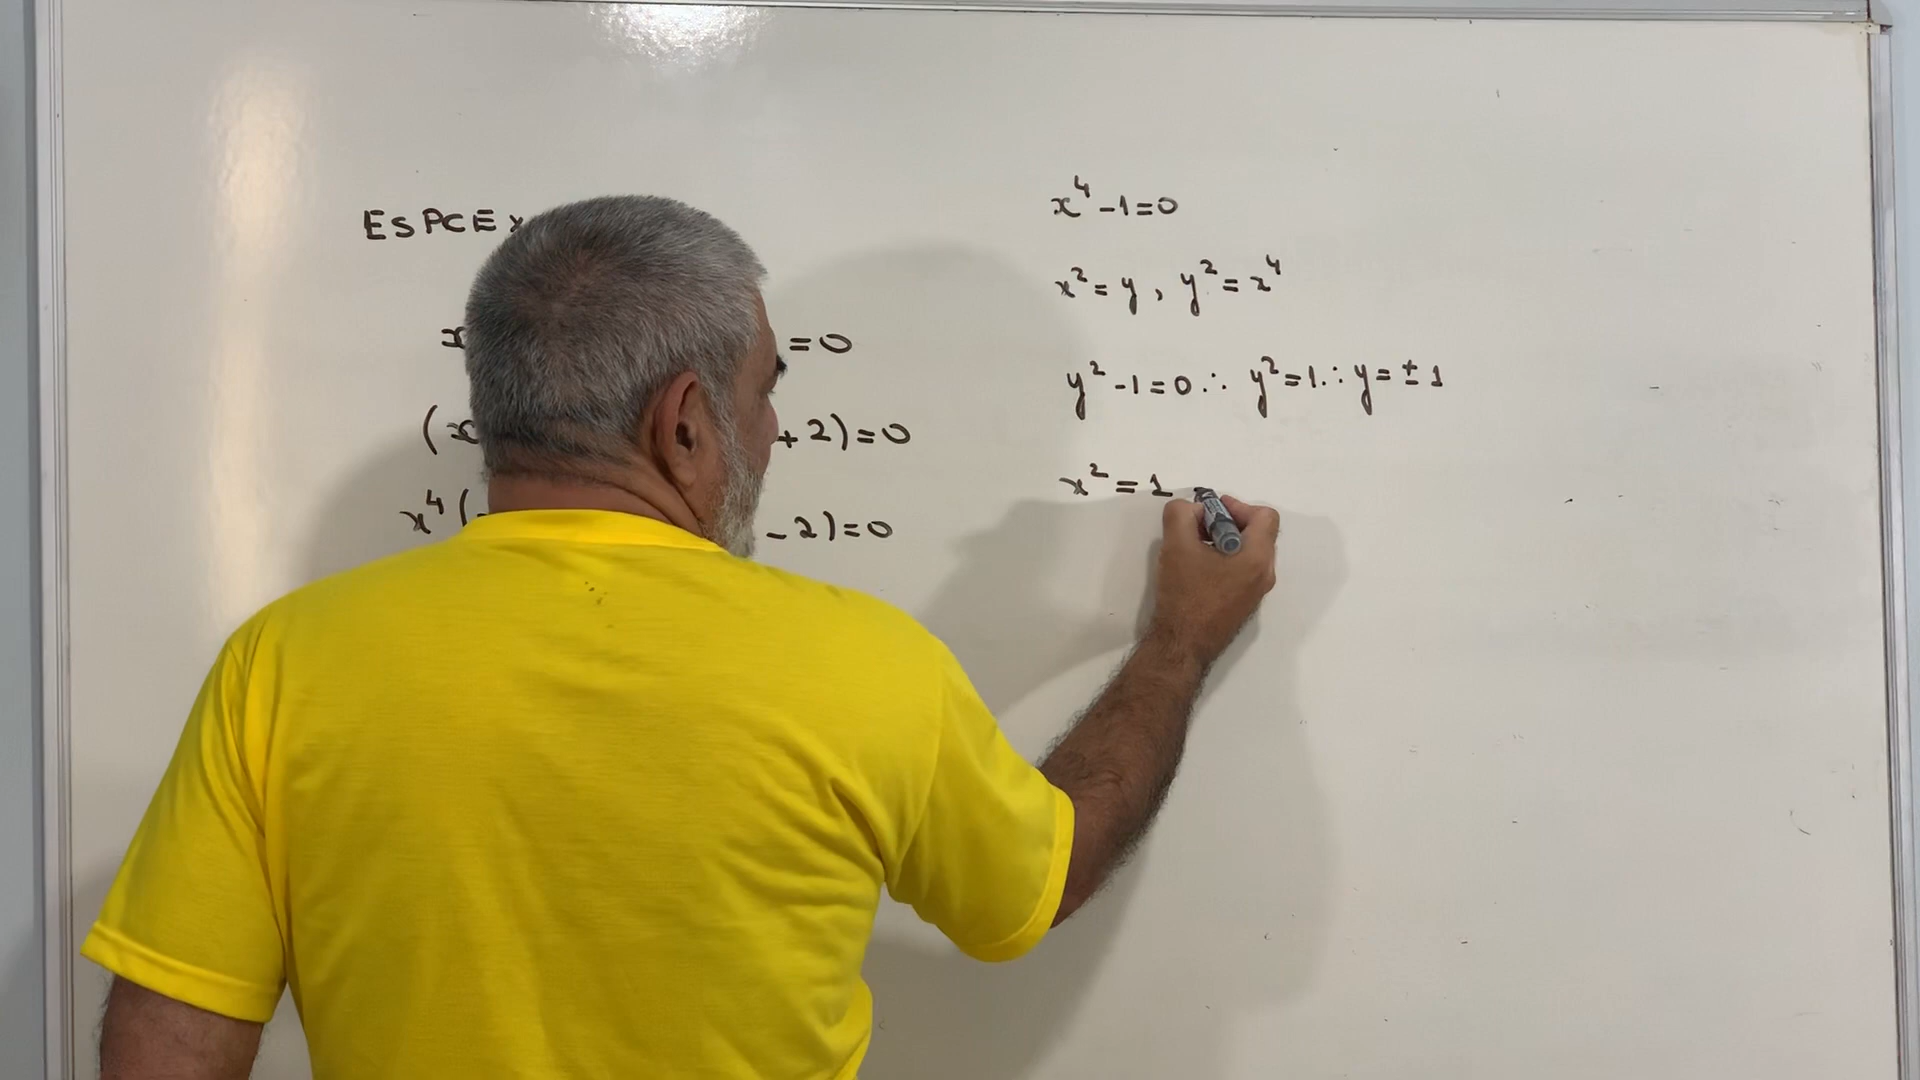 ESPCEx
x =0
(x +2)=0
x⁴( -2)=0
x⁴-1=0
x²=y, y²=x⁴
y²-1=0∴ y²=1∴ y=±1
x²=1